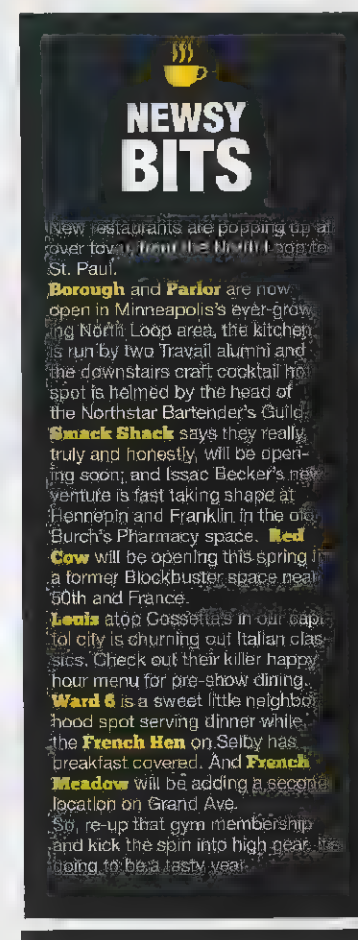 NEWSY
BITS
New restaurants are popping up all
over town from the North Loop to
St. Paul.
Borough and Parlor are now
open in Minneapolis's ever-grow
ing North Loop area, the kitchen
is run by two Travail alumni and
the downstairs craft cocktail hot
spot is helmed by the head of
the Northstar Bartender's Guild.
Smack Shack says they really,
truly and honestly, will be open-
ing soon; and Issac Becker's new
venture is fast taking shape at
Hennepin and Franklin in the old
Burch's Pharmacy space. Red
Cow will be opening this spring in
a former Blockbuster space near
50th and France.
Louis atop Cossetta's in our capi
tol city is churning out Italian clas
sics. Check out their killer happy
hour menu for pre-show dining.
Ward 6 is a sweet little neighbor
hood spot serving dinner while
the French Hen on Selby has
breakfast covered. And French
Meadow will be adding a second
location on Grand Ave.
So, re-up that gym membership
and kick the spin into high gear, it's
going to be a tasty year.